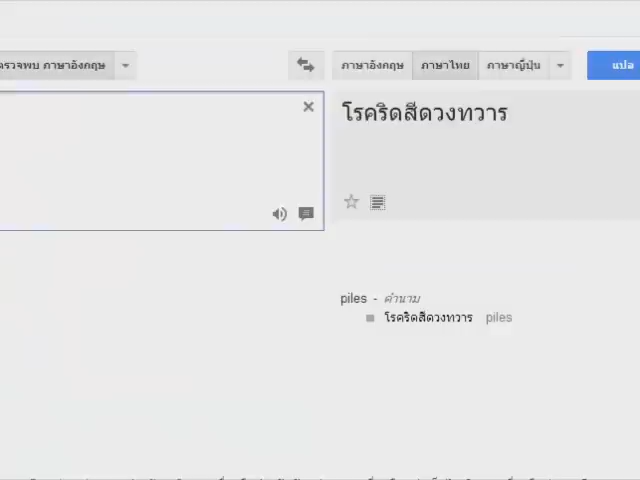 ตรวจพบ ภาษาอังกฤษ
ภาษาอังกฤษ ภาษาไทย ภาษาญี่ปุ่น แปล
โรคริดสีดวงทวาร
piles - คำนาม
โรคริดสีดวงทวาร piles